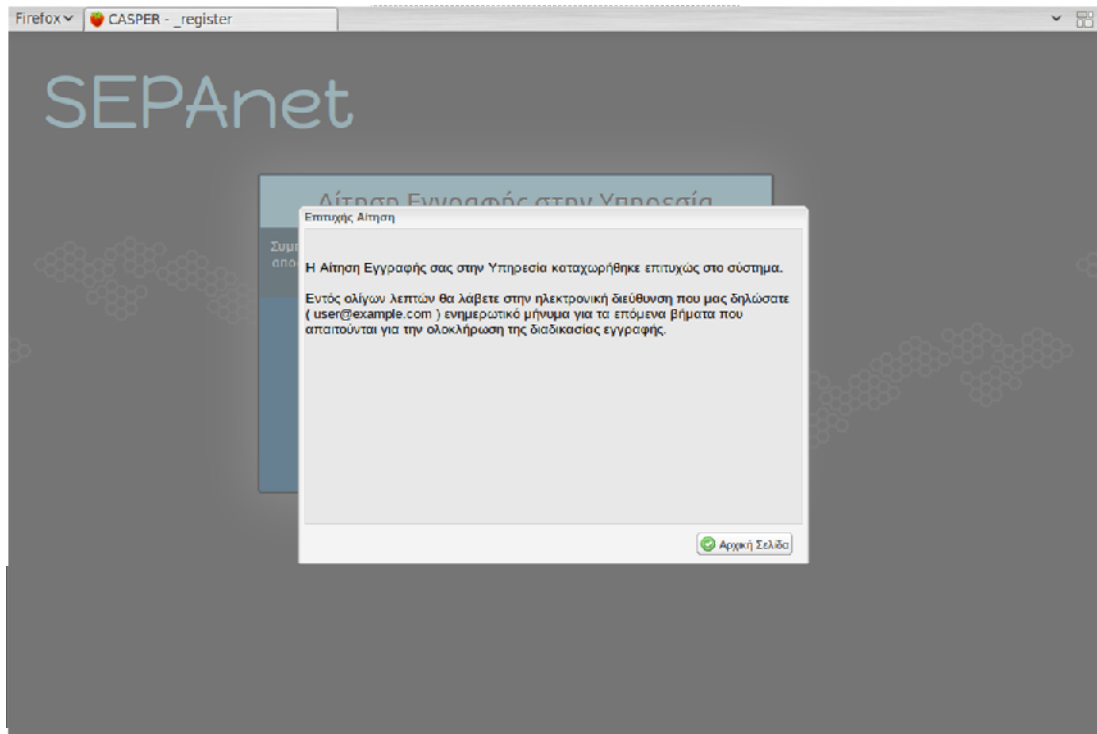 Firefox
CASPER - _register
SEPAnet
Αίτηση Εγγραφής στην Υπηρεσία
Επιτυχής Αίτηση
Η Αίτηση Εγγραφής σας στην Υπηρεσία καταχωρήθηκε επιτυχώς στο σύστημα.
Εντός ολίγων λεπτών θα λάβετε στην ηλεκτρονική διεύθυνση που μας δηλώσατε
( user@example.com ) ενημερωτικό μήνυμα για τα επόμενα βήματα που
απαιτούνται για την ολοκλήρωση της διαδικασίας εγγραφής.
Αρχική Σελίδα